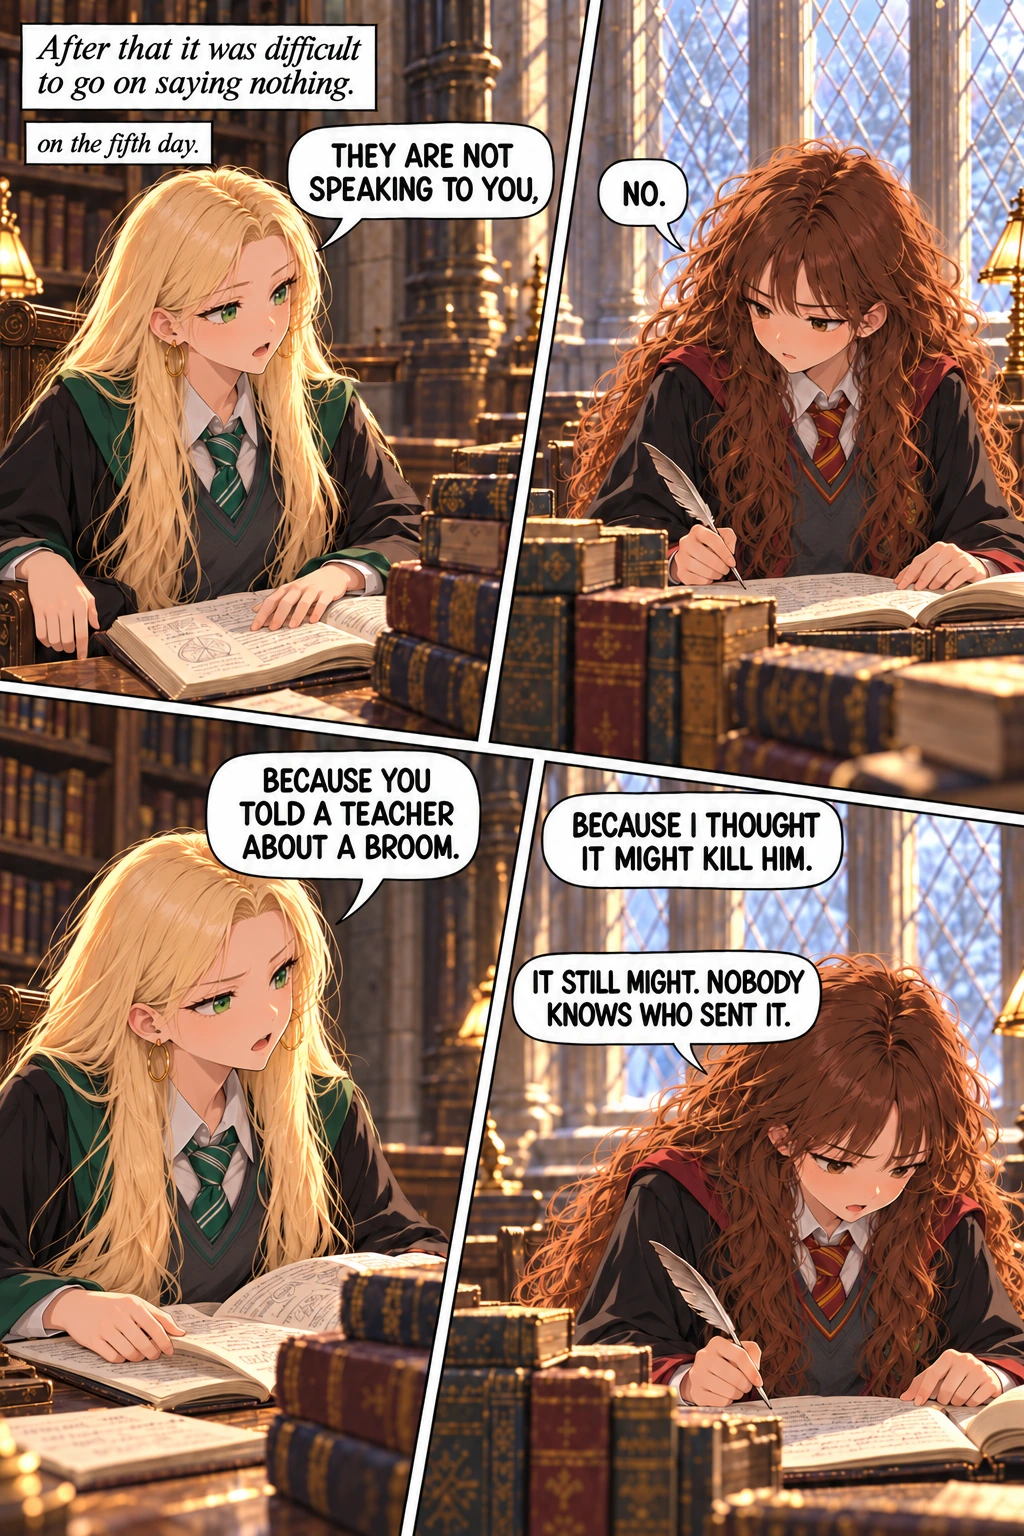 After that it was difficult
to go on saying nothing.
on the fifth day.
THEY ARE NOT
SPEAKING TO YOU,
NO.
BECAUSE YOU
TOLD A TEACHER
ABOUT A BROOM.
BECAUSE I THOUGHT
IT MIGHT KILL HIM.
IT STILL MIGHT. NOBODY
KNOWS WHO SENT IT.